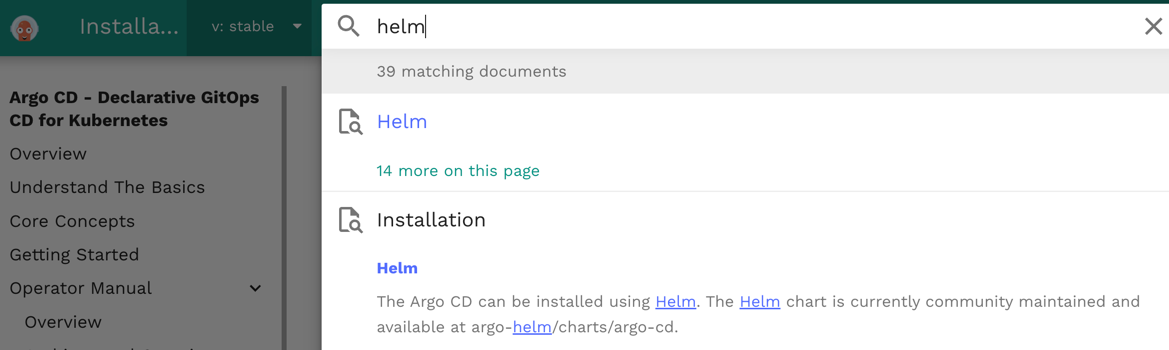 Installa...
v: stable
helm
39 matching documents
Helm
14 more on this page
Installation
Helm
The Argo CD can be installed using Helm. The Helm chart is currently community maintained and
available at argo-helm/charts/argo-cd.
Argo CD - Declarative GitOps
CD for Kubernetes
Overview
Understand The Basics
Core Concepts
Getting Started
Operator Manual
Overview